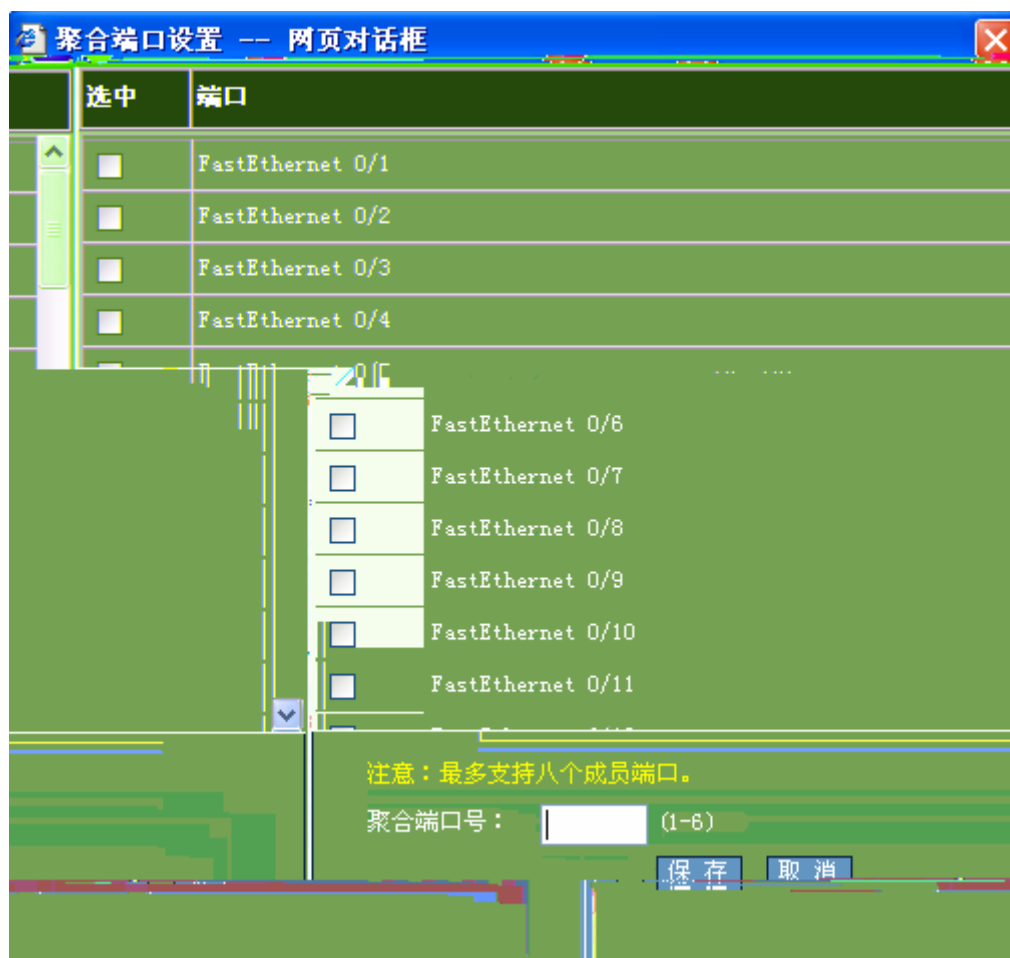 聚合端口设置 -- 网页对话框
选中 端口
FastEthernet 0/1
FastEthernet 0/2
FastEthernet 0/3
FastEthernet 0/4
FastEthernet 0/6
FastEthernet 0/7
FastEthernet 0/8
FastEthernet 0/9
FastEthernet 0/10
FastEthernet 0/11
注意：最多支持八个成员端口。
聚合端口号： (1-6)
保存 取消